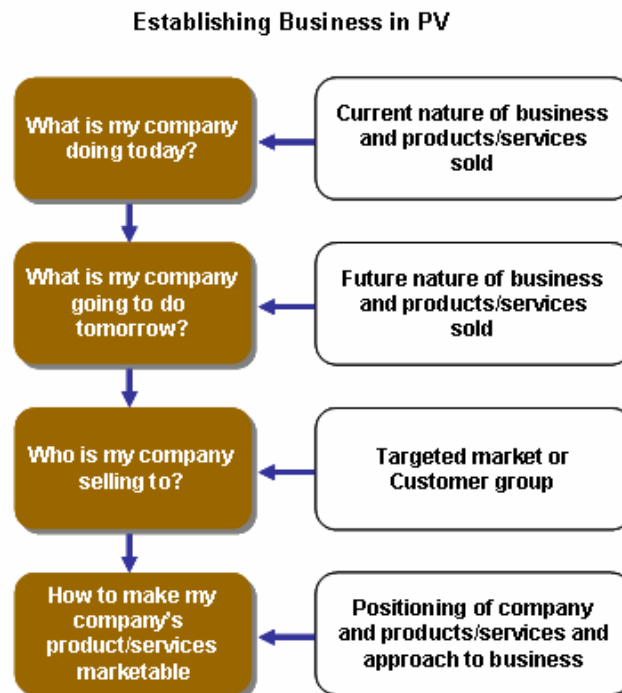 Establishing Business in PV
What is my company
doing today?
Current nature of business
and products/services
sold
What is my company
going to do
tomorrow?
Future nature of business
and products/services
sold
Who is my company
selling to?
Targeted market or
Customer group
How to make my
company's
product/services
marketable
Positioning of company
and products/services and
approach to business